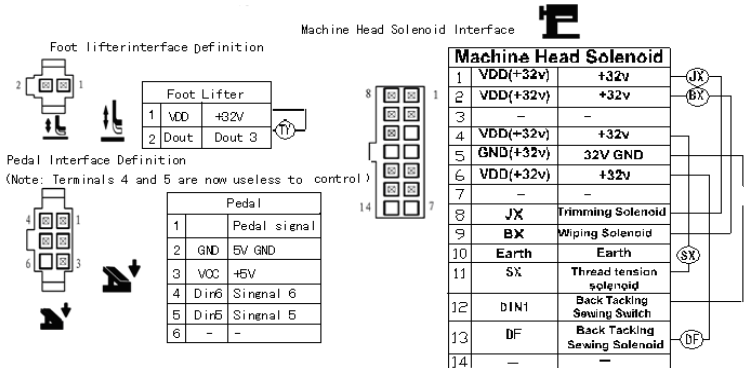 Machine Head Solenoid Interface
Foot lifterinterface Definition
2 1
Foot Lifter
1 VDD +32V
2 Dout Dout 3
TY
Pedal Interface Definition
(Note: Terminals 4 and 5 are now useless to control)
4 1
6 3
Pedal
1 Pedal signal
2 GND 5V GND
3 VCC +5V
4 Din6 Singnal 6
5 Din5 Singnal 5
6 - -
8 1
14 7
Machine Head Solenoid
1 VDD(+32v) +32v
2 VDD(+32v) +32v
3 - -
4 VDD(+32v) +32v
5 GND(+32v) 32V GND
6 VDD(+32v) +32v
7 - -
8 JX Trimming Solenoid
9 BX Wiping Solenoid
10 Earth Earth
11 SX Thread tension
solenoid
12 DIN1 Back Tacking
Sewing Switch
13 DF Back Tacking
Sewing Solenoid
14 — —
JX
BX
SX
DF